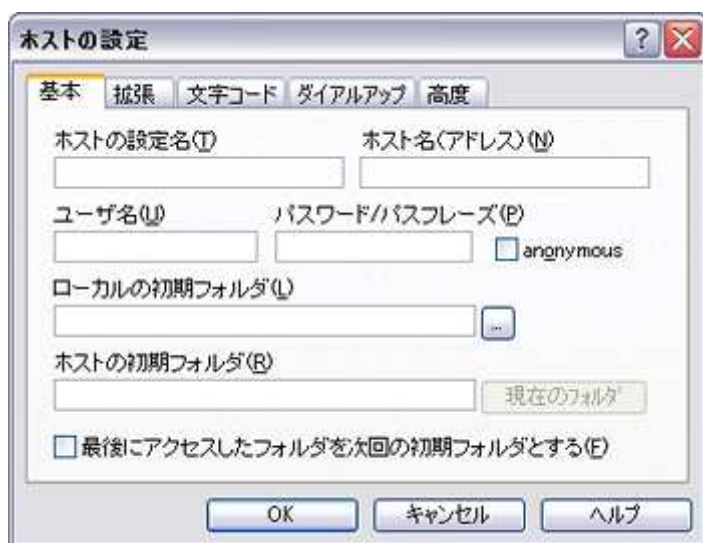 ホストの設定
基本 拡張 文字コード ダイアルアップ 高度
ホストの設定名(T) ホスト名(アドレス)(N)
ユーザ名(U) パスワード/パスフレーズ(P)
anonymous
ローカルの初期フォルダ(L)
...
ホストの初期フォルダ(R)
現在のフォルダ
最後にアクセスしたフォルダを次回の初期フォルダとする(F)
OK キャンセル ヘルプ